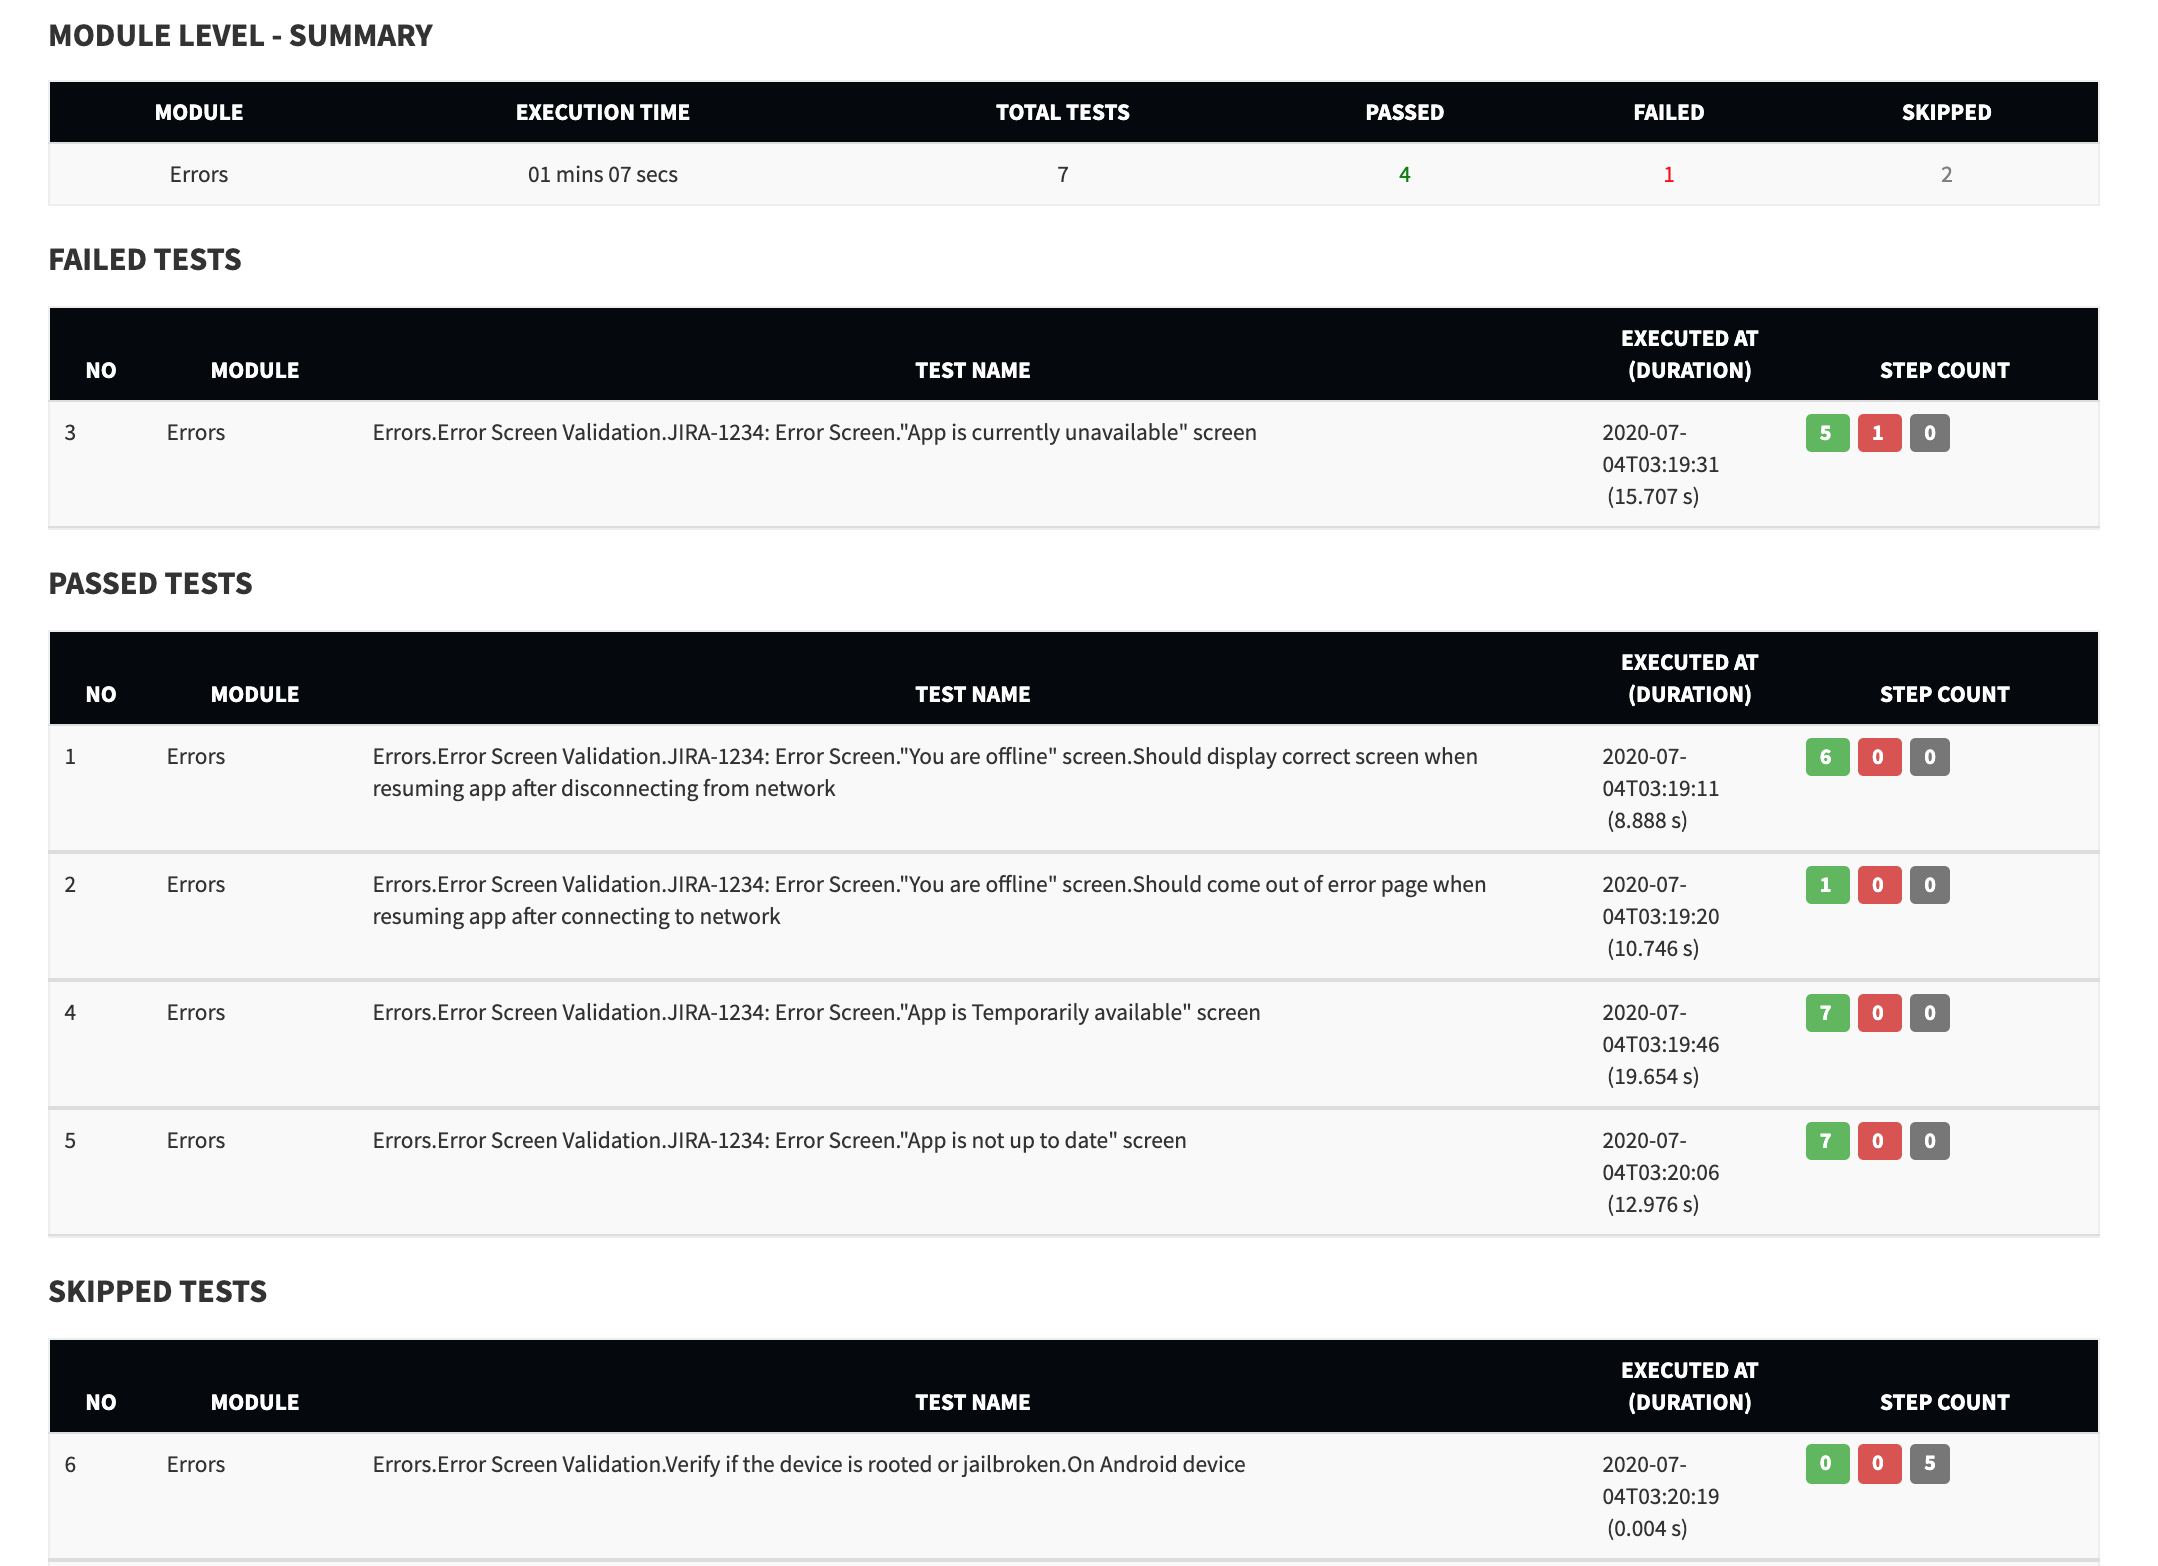 MODULE LEVEL - SUMMARY
MODULE EXECUTION TIME TOTAL TESTS PASSED FAILED SKIPPED
Errors 01 mins 07 secs 7 4 1 2
FAILED TESTS
EXECUTED AT
NO MODULE TEST NAME (DURATION) STEP COUNT
3 Errors Errors.Error Screen Validation.JIRA-1234: Error Screen."App is currently unavailable" screen 2020-07- 5 1 0
04T03:19:31
(15.707 s)
PASSED TESTS
EXECUTED AT
NO MODULE TEST NAME (DURATION) STEP COUNT
1 Errors Errors.Error Screen Validation.JIRA-1234: Error Screen."You are offline" screen.Should display correct screen when 2020-07- 6 0 0
resuming app after disconnecting from network 04T03:19:11
(8.888 s)
2 Errors Errors.Error Screen Validation.JIRA-1234: Error Screen."You are offline" screen.Should come out of error page when 2020-07- 1 0 0
resuming app after connecting to network 04T03:19:20
(10.746 s)
4 Errors Errors.Error Screen Validation.JIRA-1234: Error Screen."App is Temporarily available" screen 2020-07- 7 0 0
04T03:19:46
(19.654 s)
5 Errors Errors.Error Screen Validation.JIRA-1234: Error Screen."App is not up to date" screen 2020-07- 7 0 0
04T03:20:06
(12.976 s)
SKIPPED TESTS
EXECUTED AT
NO MODULE TEST NAME (DURATION) STEP COUNT
6 Errors Errors.Error Screen Validation.Verify if the device is rooted or jailbroken.On Android device 2020-07- 0 0 5
04T03:20:19
(0.004 s)